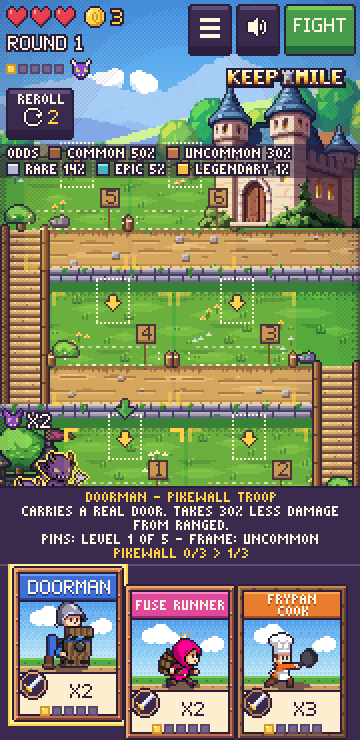 3
FIGHT
ROUND 1
KEEP MILE
REROLL
2
ODDS COMMON 50% UNCOMMON 30%
RARE 14% EPIC 5% LEGENDARY 1%
5 6
4 3
X2
1 2
DOORMAN - PIKEWALL TROOP
CARRIES A REAL DOOR. TAKES 30% LESS DAMAGE
FROM RANGED.
PINS: LEVEL 1 OF 5 - FRAME: UNCOMMON
PIKEWALL 0/3 > 1/3
DOORMAN
X2
FUSE RUNNER
X2
FRYPAN
COOK
X3